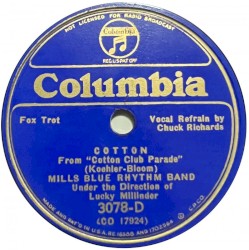 NOT LICENSED FOR RADIO BROADCAST
Columbia
Fox Trot
Vocal Refrain by
Chuck Richards
COTTON
From "Cotton Club Parade"
(Koehler-Bloom)
MILLS BLUE RHYTHM BAND
Under the Direction of
Lucky Millinder
3078-D
(CO 17924)